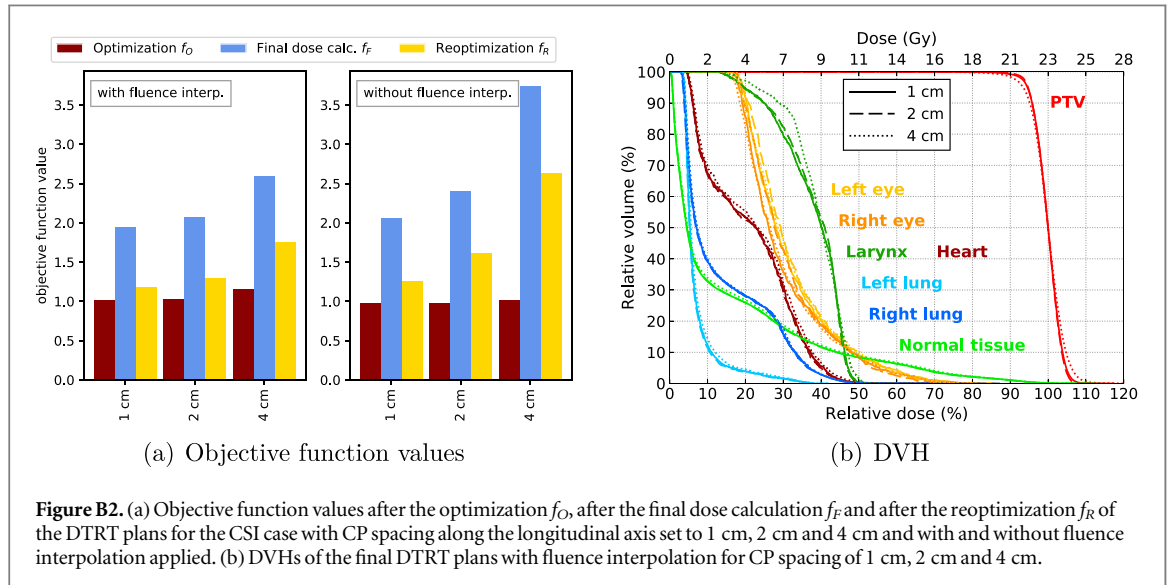 Optimization fO Final dose calc. fF Reoptimization fR
with fluence interp.
without fluence interp.
objective function value
3.5
3.0
2.5
2.0
1.5
1.0
0.5
0.0
1 cm
2 cm
4 cm
1 cm
2 cm
4 cm
(a) Objective function values
Dose (Gy)
0 2 4 7 9 11 14 16 18 21 23 25 28
Relative volume (%)
100
90
80
70
60
50
40
30
20
10
0
1 cm
2 cm
4 cm
PTV
Left eye
Right eye
Larynx Heart
Left lung
Right lung
Normal tissue
0 10 20 30 40 50 60 70 80 90 100 110 120
Relative dose (%)
(b) DVH
Figure B2. (a) Objective function values after the optimization fO, after the final dose calculation fF and after the reoptimization fR of
the DTRT plans for the CSI case with CP spacing along the longitudinal axis set to 1 cm, 2 cm and 4 cm and with and without fluence
interpolation applied. (b) DVHs of the final DTRT plans with fluence interpolation for CP spacing of 1 cm, 2 cm and 4 cm.